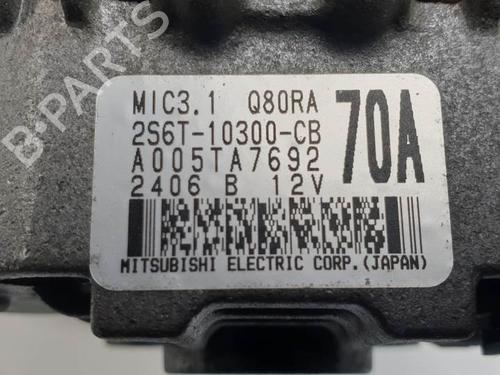 B-PARTS
MIC3.1 Q80RA
70A
2S6T-10300-CB
A005TA7692
2406 B 12V
MITSUBISHI ELECTRIC CORP.(JAPAN)